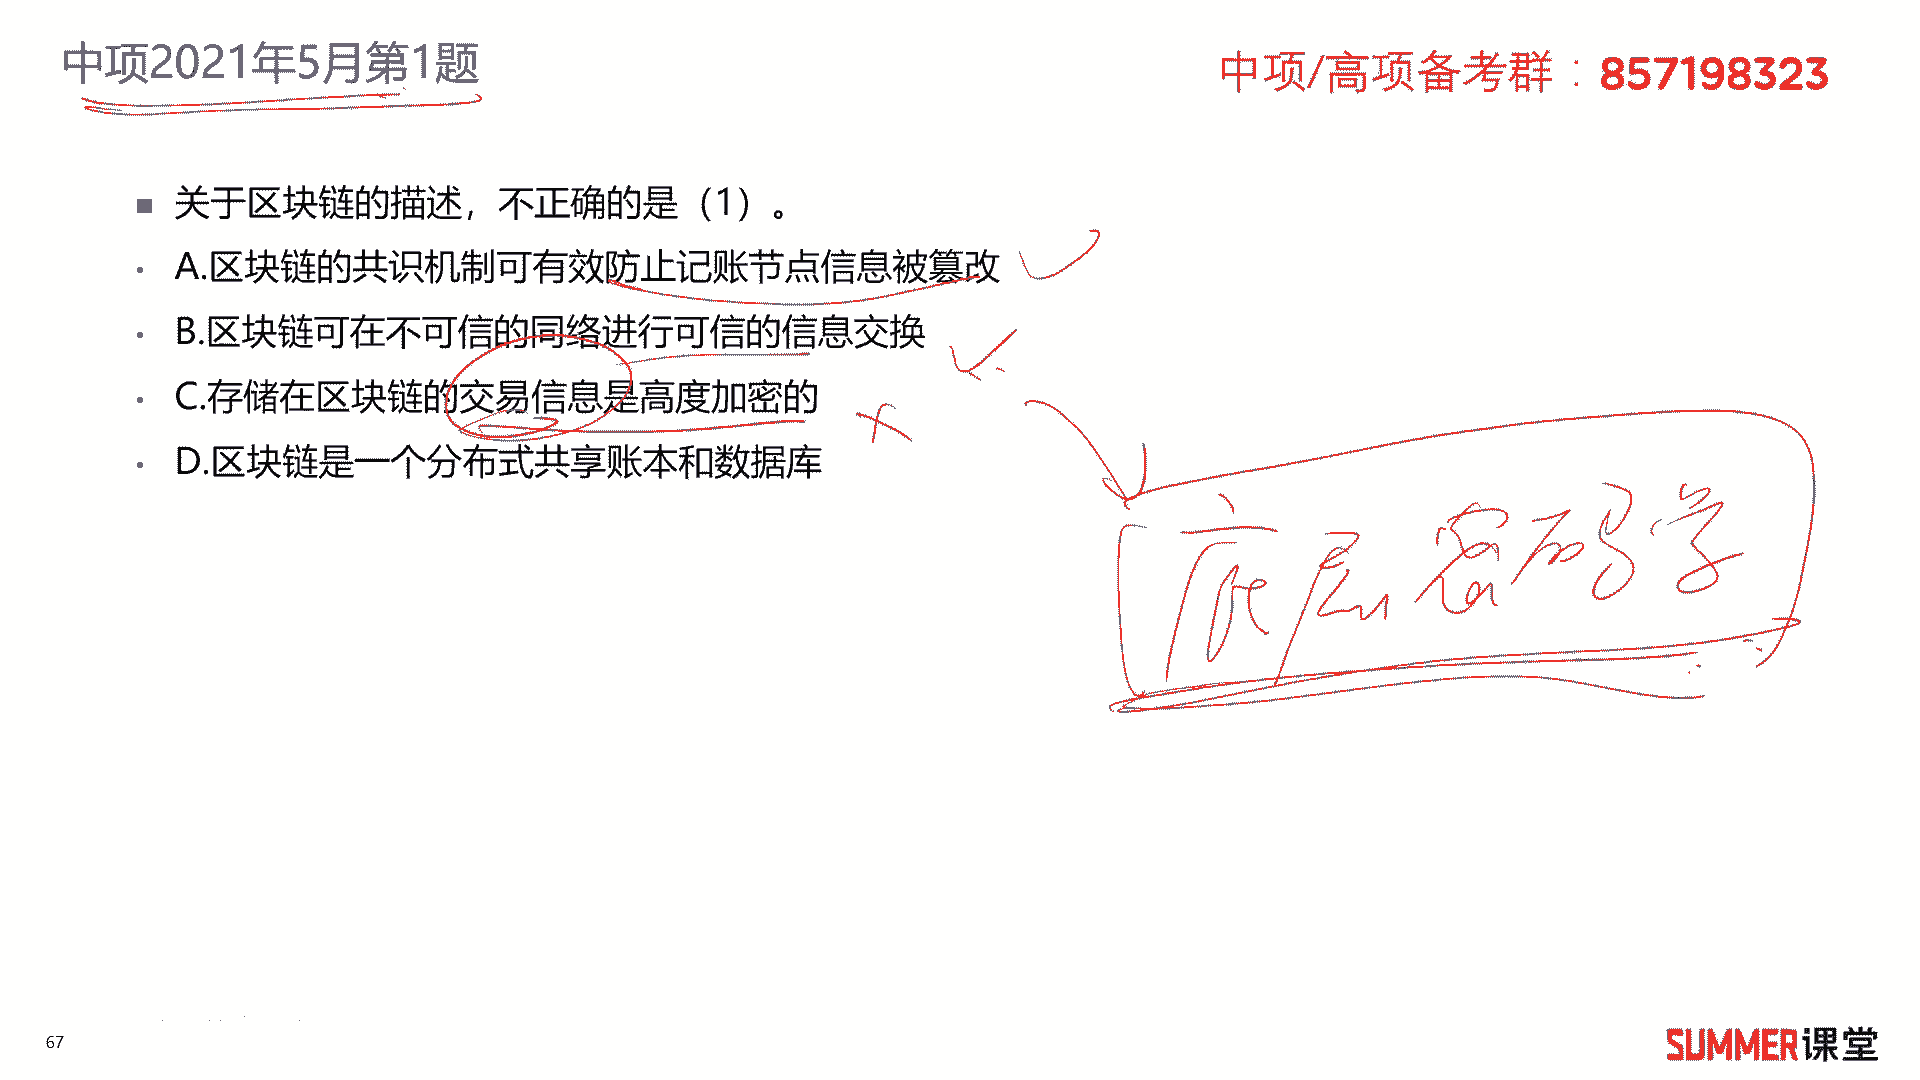 中项2021年5月第1题
中项/高项备考群：857198323
■ 关于区块链的描述，不正确的是（1）。
• A.区块链的共识机制可有效防止记账节点信息被篡改
• B.区块链可在不可信的网络进行可信的信息交换
• C.存储在区块链的交易信息是高度加密的
• D.区块链是一个分布式共享账本和数据库
底层密码学
67
SUMMER课堂